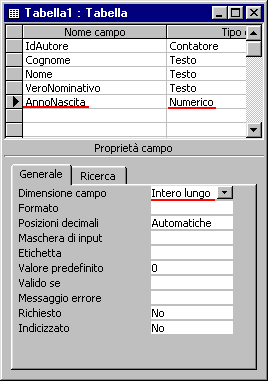 Tabella1 : Tabella
Nome campo Tipo
IdAutore Contatore
Cognome Testo
Nome Testo
VeroNominativo Testo
AnnoNascita Numerico
Proprietà campo
Generale Ricerca
Dimensione campo Intero lungo
Formato
Posizioni decimali Automatiche
Maschera di input
Etichetta
Valore predefinito 0
Valido se
Messaggio errore
Richiesto No
Indicizzato No